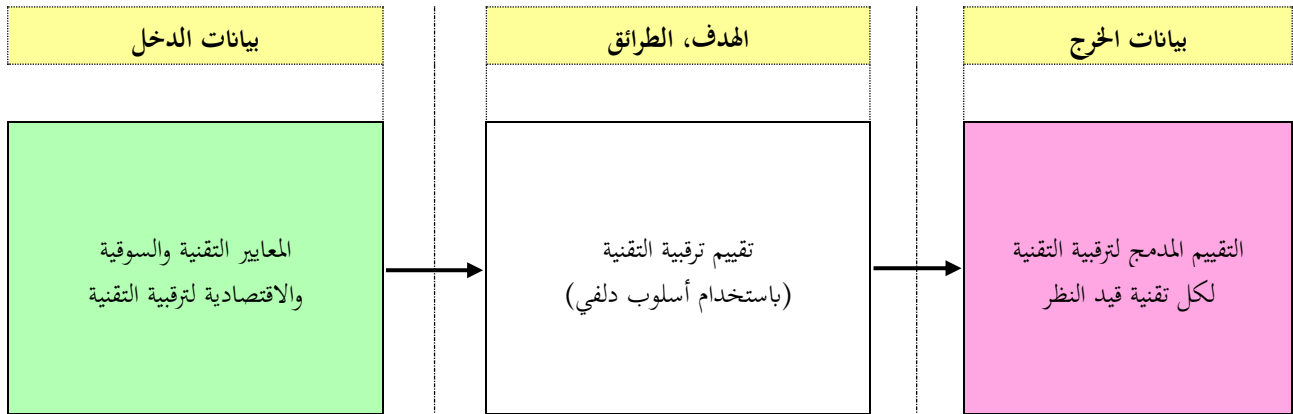 بيانات الدخل
الهدف، الطرائق
بيانات الخرج
المعايير التقنية والسوقية
والاقتصادية لترقبية التقنية
تقييم ترقبية التقنية
(باستخدام أسلوب دلفي)
التقييم المدمج لترقبية التقنية
لكل تقنية قيد النظر